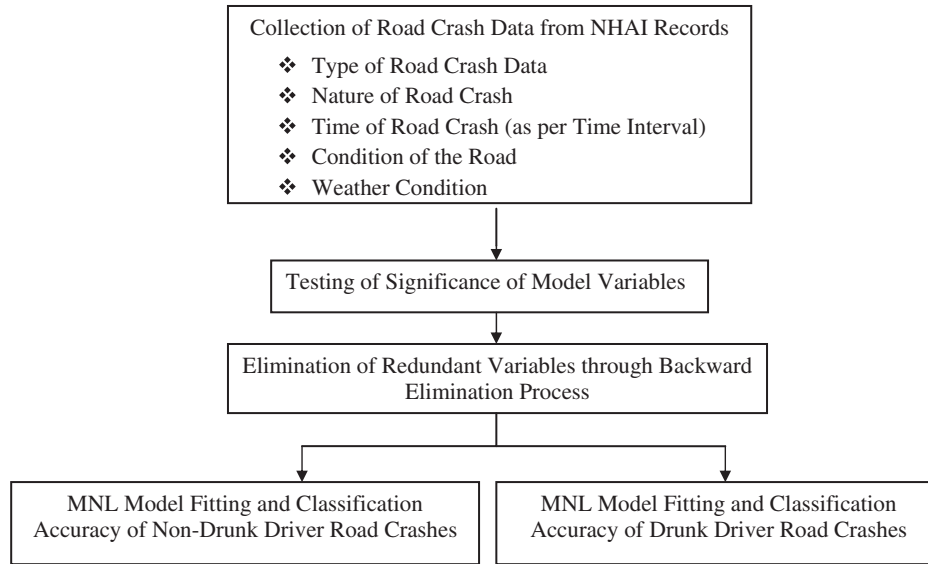 Collection of Road Crash Data from NHAI Records
❖ Type of Road Crash Data
❖ Nature of Road Crash
❖ Time of Road Crash (as per Time Interval)
❖ Condition of the Road
❖ Weather Condition
Testing of Significance of Model Variables
Elimination of Redundant Variables through Backward
Elimination Process
MNL Model Fitting and Classification
Accuracy of Non-Drunk Driver Road Crashes
MNL Model Fitting and Classification
Accuracy of Drunk Driver Road Crashes